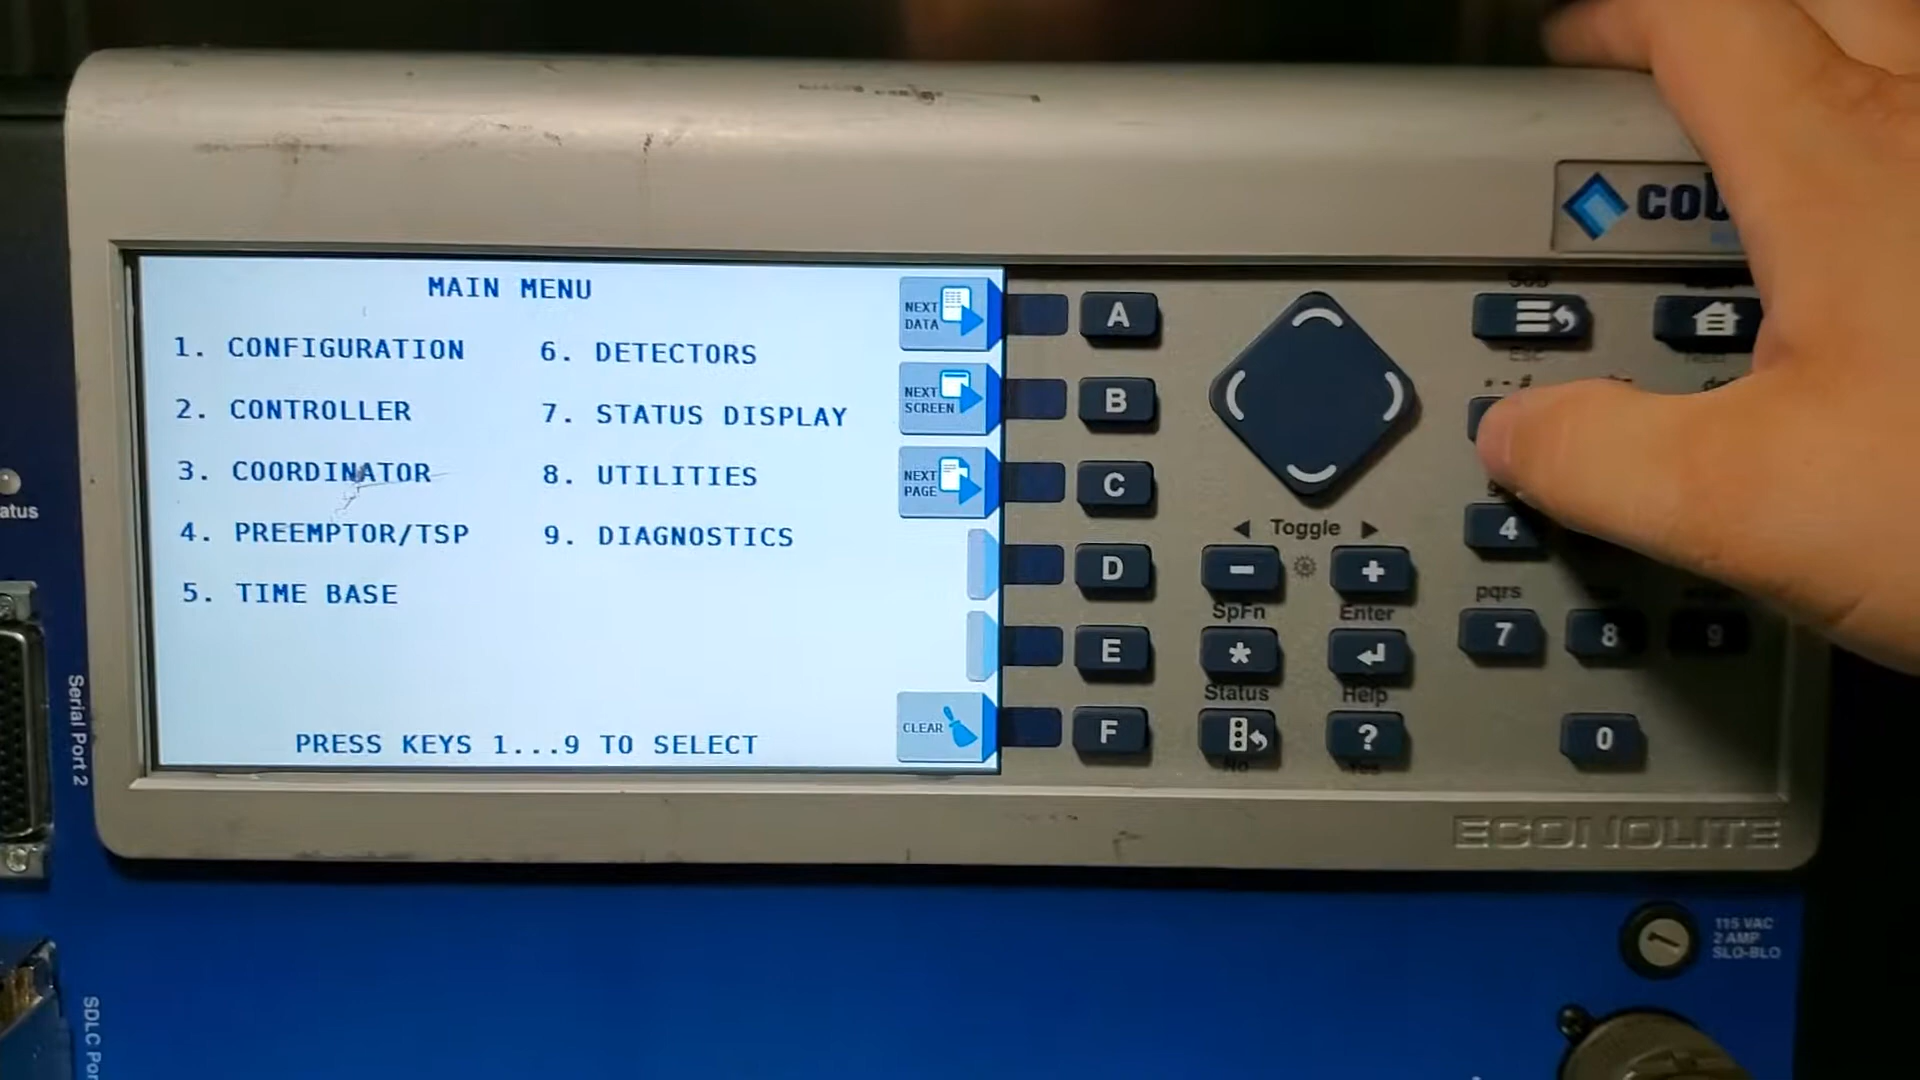 MAIN MENU
1. CONFIGURATION
2. CONTROLLER
3. COORDINATOR
4. PREEMPTOR/TSP
5. TIME BASE
6. DETECTORS
7. STATUS DISPLAY
8. UTILITIES
9. DIAGNOSTICS
PRESS KEYS 1...9 TO SELECT
NEXT DATA
NEXT SCREEN
NEXT PAGE
CLEAR
A
B
C
D
E
F
Toggle
- +
SpFn Enter
*
Status Help
?
No Yes
Esc
* - #
4
pqrs
7 8 9
0
ECONOLITE
115 VAC
2 AMP
SLO-BLO
Serial Port 2